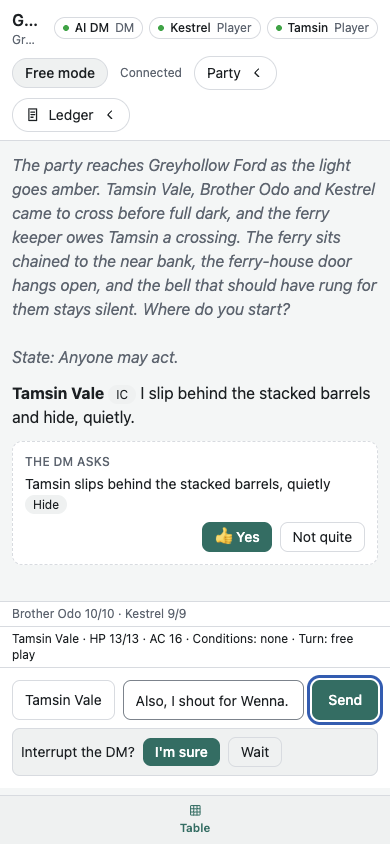 G...
Gr...
AI DM DM
Kestrel Player
Tamsin Player
Free mode
Connected
Party
Ledger
The party reaches Greyhollow Ford as the light
goes amber. Tamsin Vale, Brother Odo and Kestrel
came to cross before full dark, and the ferry
keeper owes Tamsin a crossing. The ferry sits
chained to the near bank, the ferry-house door
hangs open, and the bell that should have rung for
them stays silent. Where do you start?
State: Anyone may act.
Tamsin Vale IC I slip behind the stacked barrels
and hide, quietly.
THE DM ASKS
Tamsin slips behind the stacked barrels, quietly
Hide
👍 Yes
Not quite
Brother Odo 10/10 · Kestrel 9/9
Tamsin Vale · HP 13/13 · AC 16 · Conditions: none · Turn: free
play
Tamsin Vale
Also, I shout for Wenna.
Send
Interrupt the DM?
I'm sure
Wait
Table